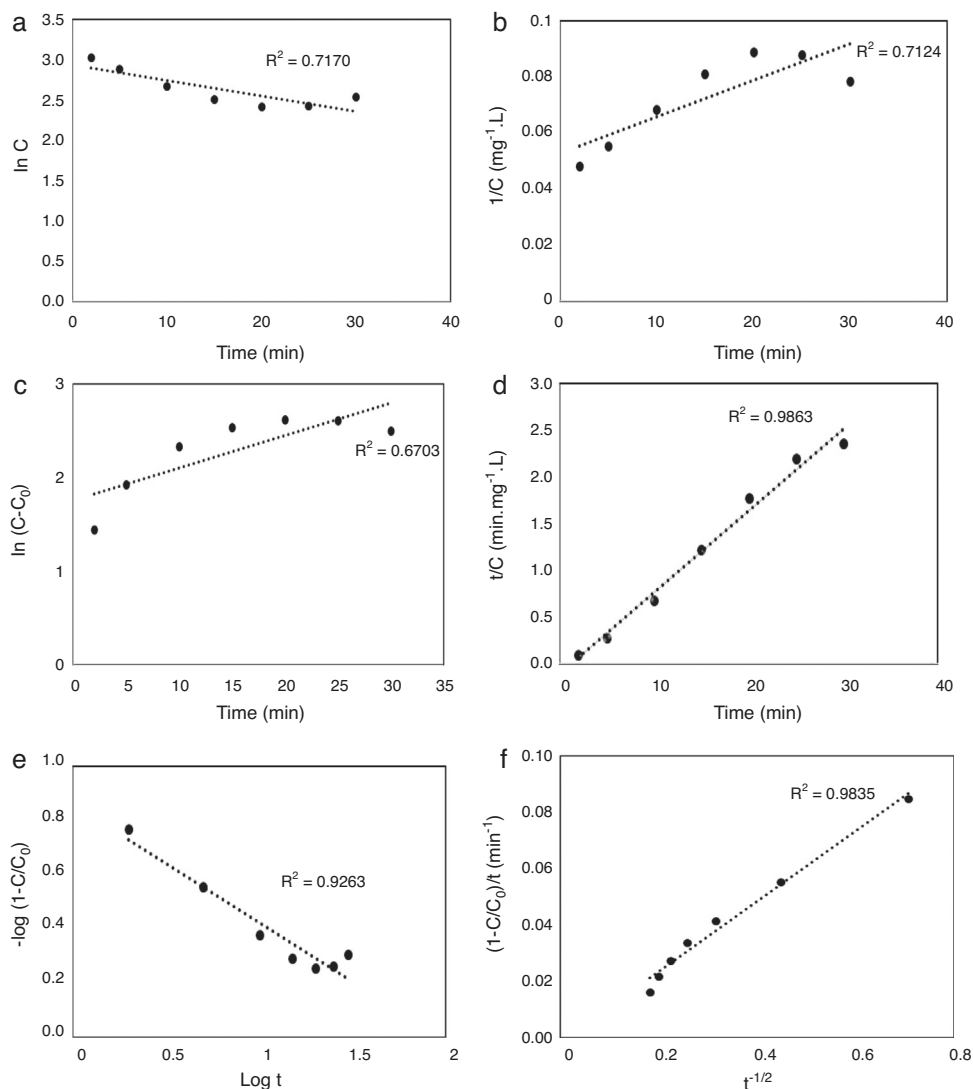 a
3.5
3.0
2.5
2.0
1.5
1.0
0.5
0.0
ln C
R² = 0.7170
0 10 20 30 40
Time (min)
b
0.1
0.08
0.06
0.04
0.02
0
1/C (mg⁻¹.L)
R² = 0.7124
0 10 20 30 40
Time (min)
c
3
2
1
0
ln (C-C₀)
R² = 0.6703
0 5 10 15 20 25 30 35
Time (min)
d
3.0
2.5
2.0
1.5
1.0
0.5
0.0
t/C (min.mg⁻¹.L)
R² = 0.9863
0 10 20 30 40
Time (min)
e
1.0
0.8
0.6
0.4
0.2
0.0
-log (1-C/C₀)
R² = 0.9263
0 0.5 1 1.5 2
Log t
f
0.10
0.08
0.06
0.04
0.02
0.00
(1-C/C₀)/t (min⁻¹)
R² = 0.9835
0 0.2 0.4 0.6 0.8
t⁻¹/²